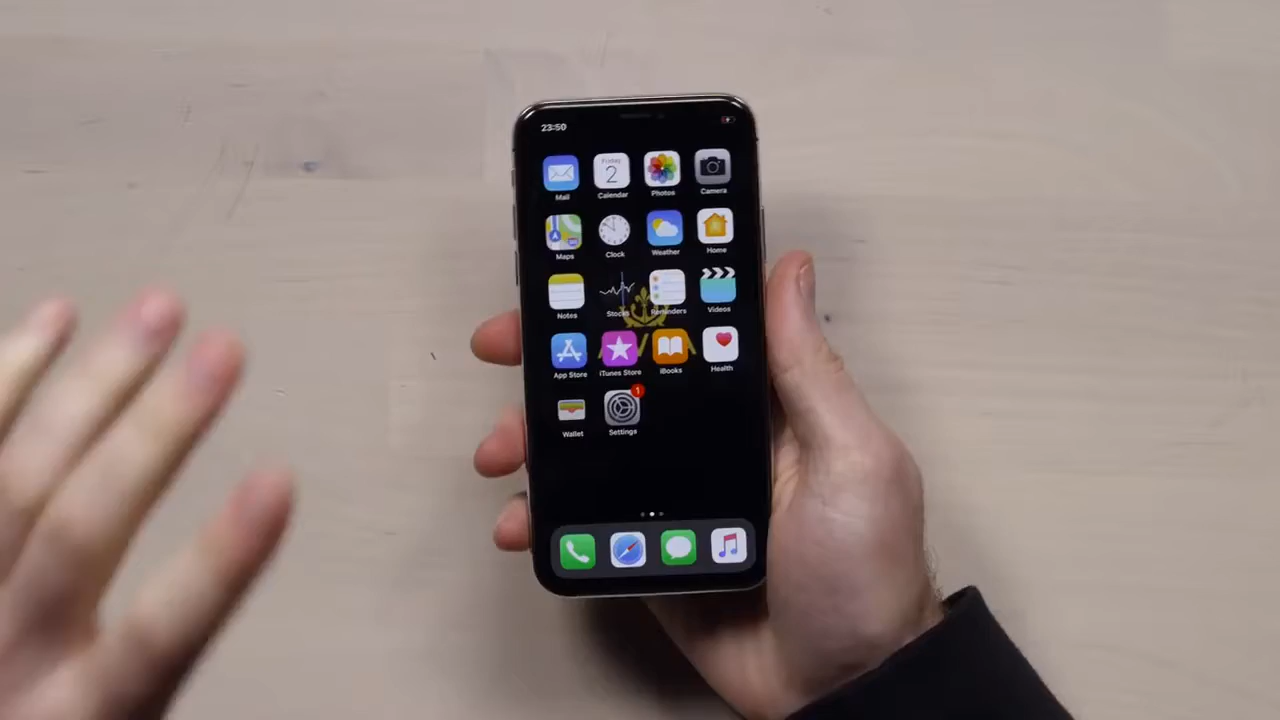 23:50
Friday
2
Mail Calendar Photos Camera
Maps Clock Weather Home
Notes Stocks Reminders Videos
App Store iTunes Store iBooks Health
1
Wallet Settings